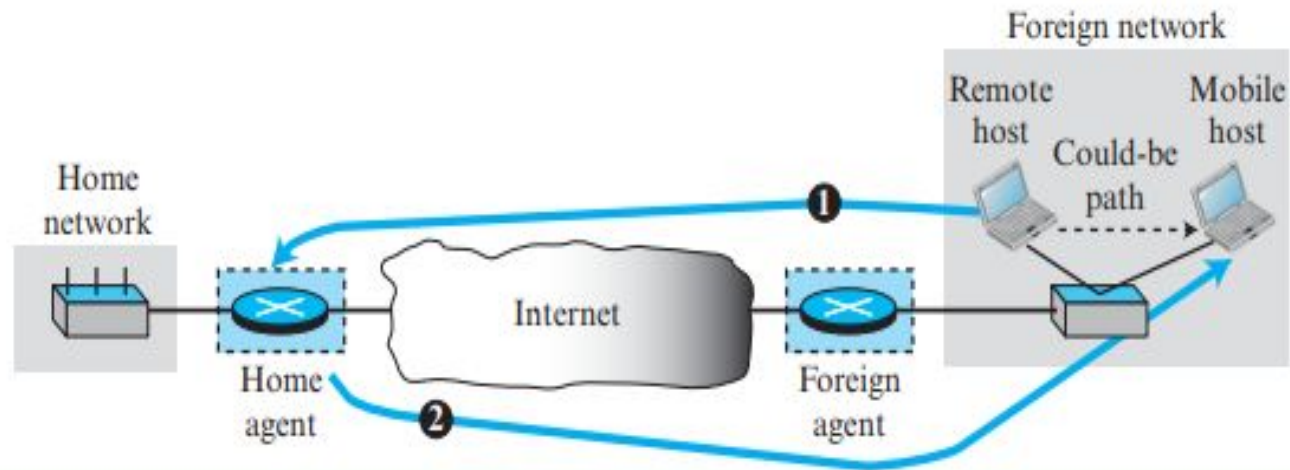 Foreign network
Remote
host
Mobile
host
Could-be
path
Home
network
1
Internet
Home
agent
Foreign
agent
2